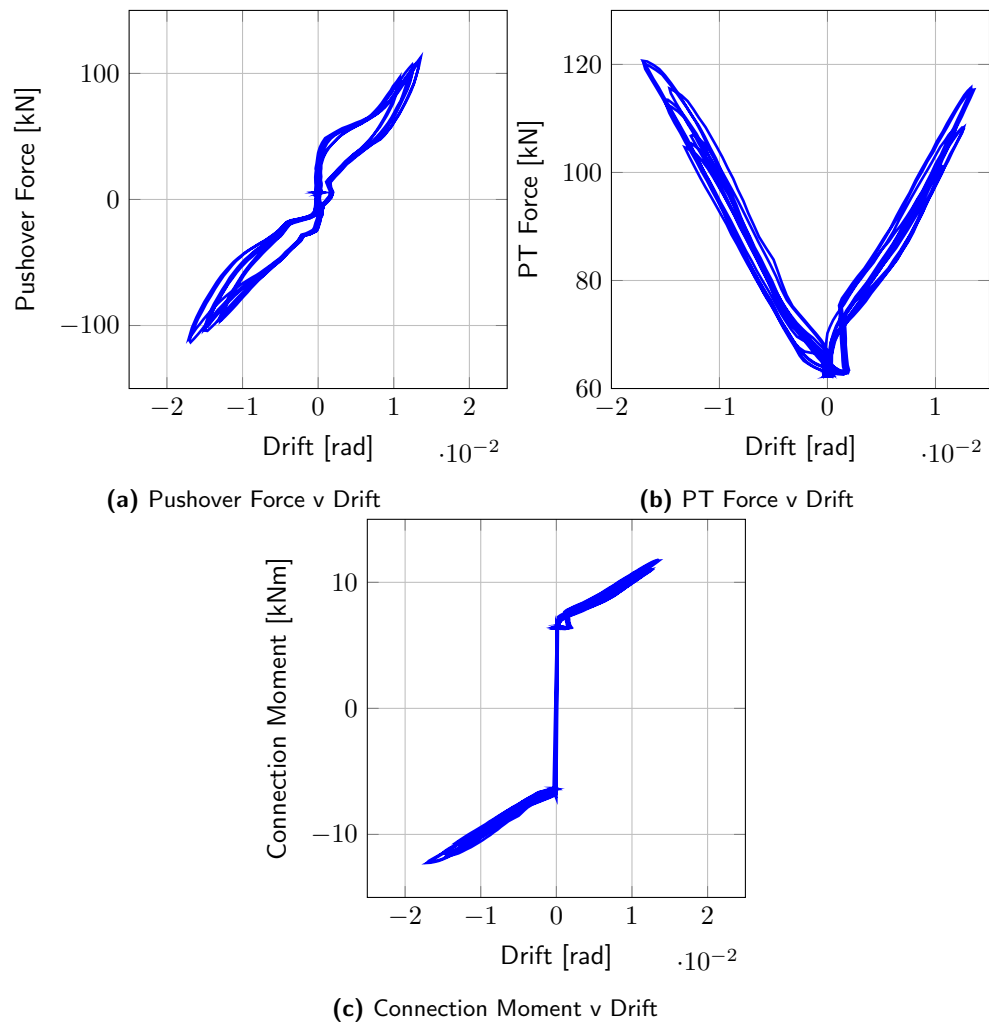 100
0
−100
Pushover Force [kN]
−2 −1 0 1 2
Drift [rad]
·10−2
(a) Pushover Force v Drift
120
100
80
60
PT Force [kN]
−2 −1 0 1
Drift [rad]
·10−2
(b) PT Force v Drift
10
0
−10
Connection Moment [kNm]
−2 −1 0 1 2
Drift [rad]
·10−2
(c) Connection Moment v Drift